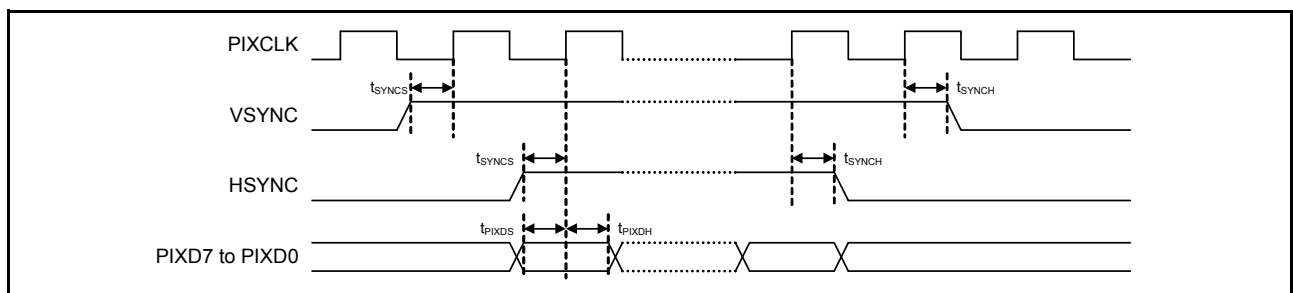 PIXCLK
tSYNCS
tSYNCH
VSYNC
tSYNCS
tSYNCH
HSYNC
tPIXDS
tPIXDH
PIXD7 to PIXD0